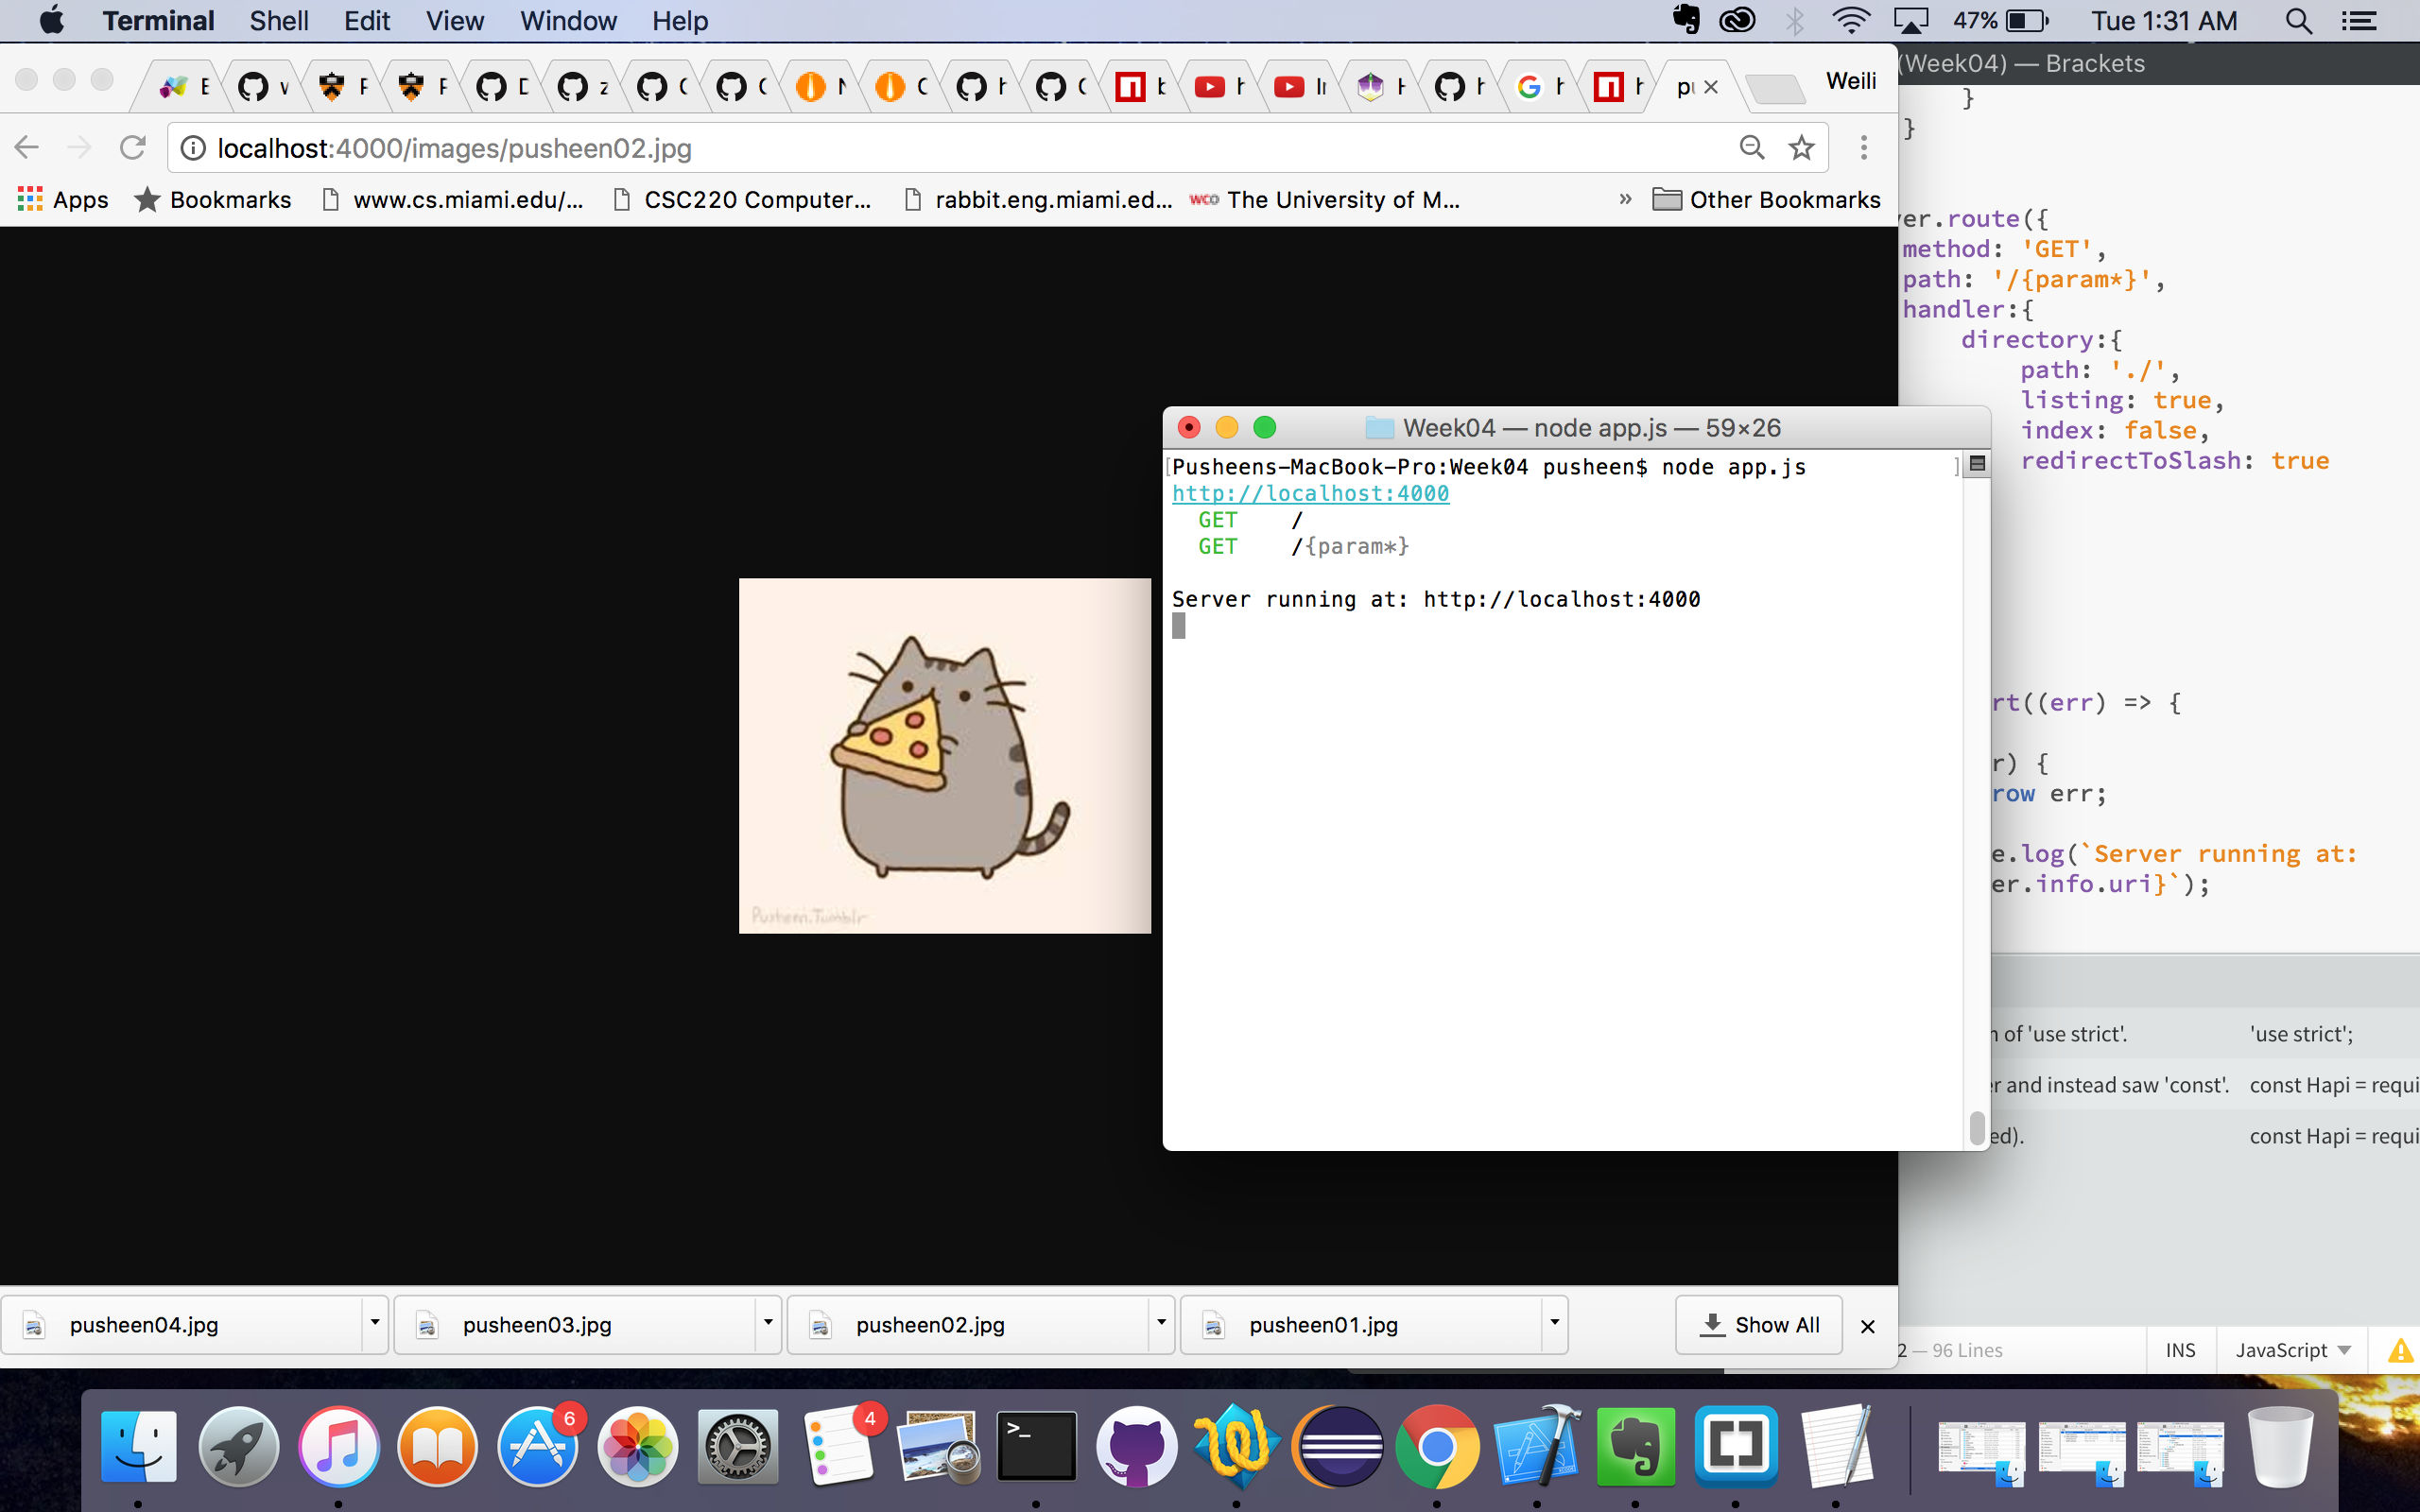 Terminal Shell Edit View Window Help 47% Tue 1:31 AM
(Week04) — Brackets
Weili
localhost:4000/images/pusheen02.jpg
Apps Bookmarks www.cs.miami.edu/... CSC220 Computer... rabbit.eng.miami.ed... WCO The University of M... » Other Bookmarks
}
}
er.route({
method: 'GET',
path: '/{param*}',
handler:{
directory:{
path: './',
listing: true,
index: false,
redirectToSlash: true
Week04 — node app.js — 59×26
[Pusheens-MacBook-Pro:Week04 pusheen$ node app.js ]
http://localhost:4000
GET /
GET /{param*}
Server running at: http://localhost:4000
rt((err) => {
r) {
row err;
e.log(`Server running at:
er.info.uri}`);
Pusheen.Tumblr
n of 'use strict'. 'use strict';
r and instead saw 'const'. const Hapi = requi
ed). const Hapi = requi
pusheen04.jpg pusheen03.jpg pusheen02.jpg pusheen01.jpg Show All
2 — 96 Lines INS JavaScript
6
4
>_